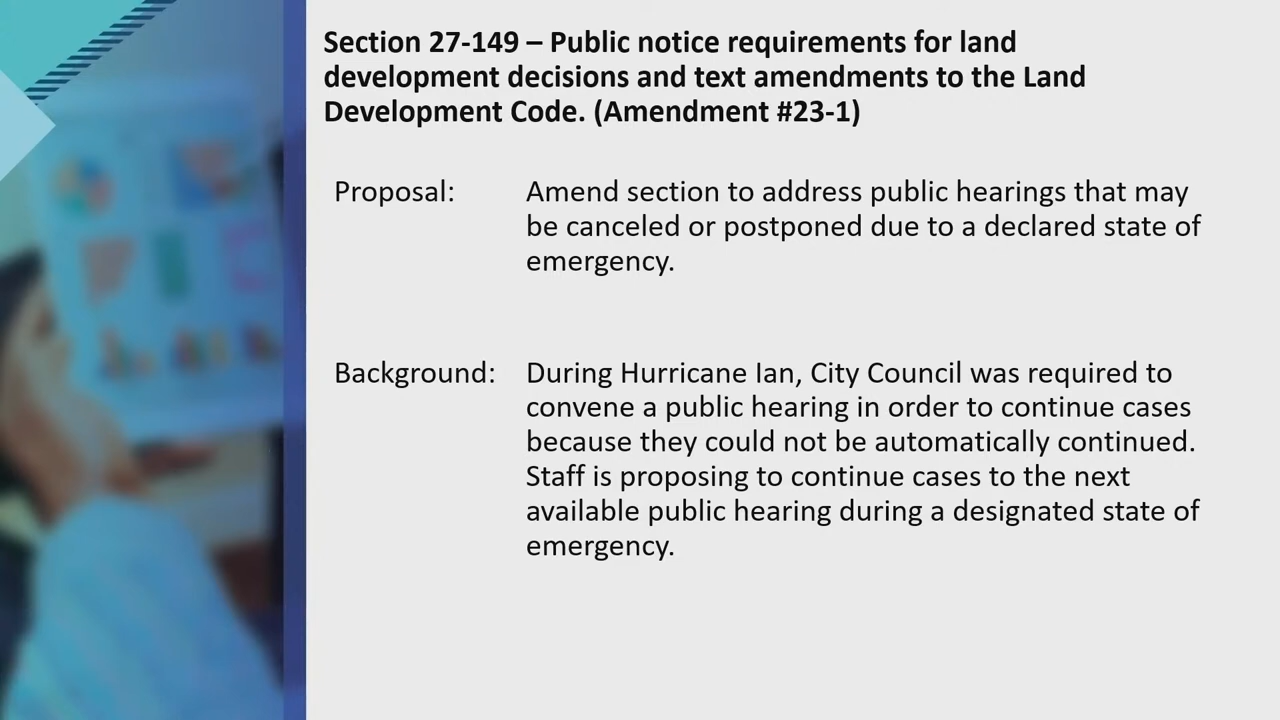 Section 27-149 – Public notice requirements for land
development decisions and text amendments to the Land
Development Code. (Amendment #23-1)
Proposal: Amend section to address public hearings that may
be canceled or postponed due to a declared state of
emergency.
Background: During Hurricane Ian, City Council was required to
convene a public hearing in order to continue cases
because they could not be automatically continued.
Staff is proposing to continue cases to the next
available public hearing during a designated state of
emergency.